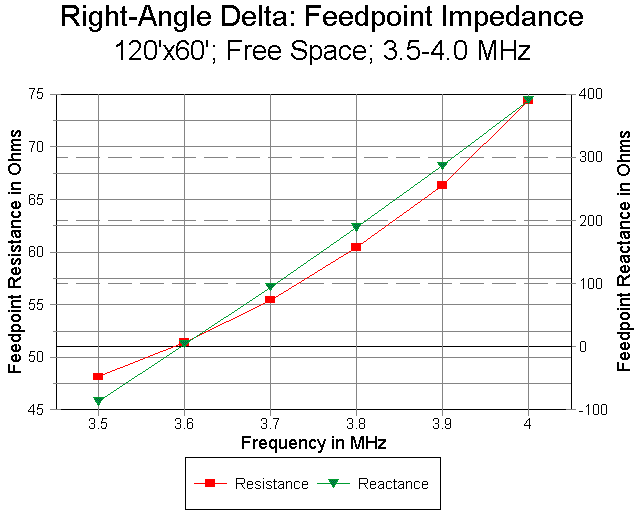 Right-Angle Delta: Feedpoint Impedance
120'x60'; Free Space; 3.5-4.0 MHz
Feedpoint Resistance in Ohms
75
70
65
60
55
50
45
400
300
200
100
0
-100
Feedpoint Reactance in Ohms
3.5 3.6 3.7 3.8 3.9 4
Frequency in MHz
Resistance Reactance